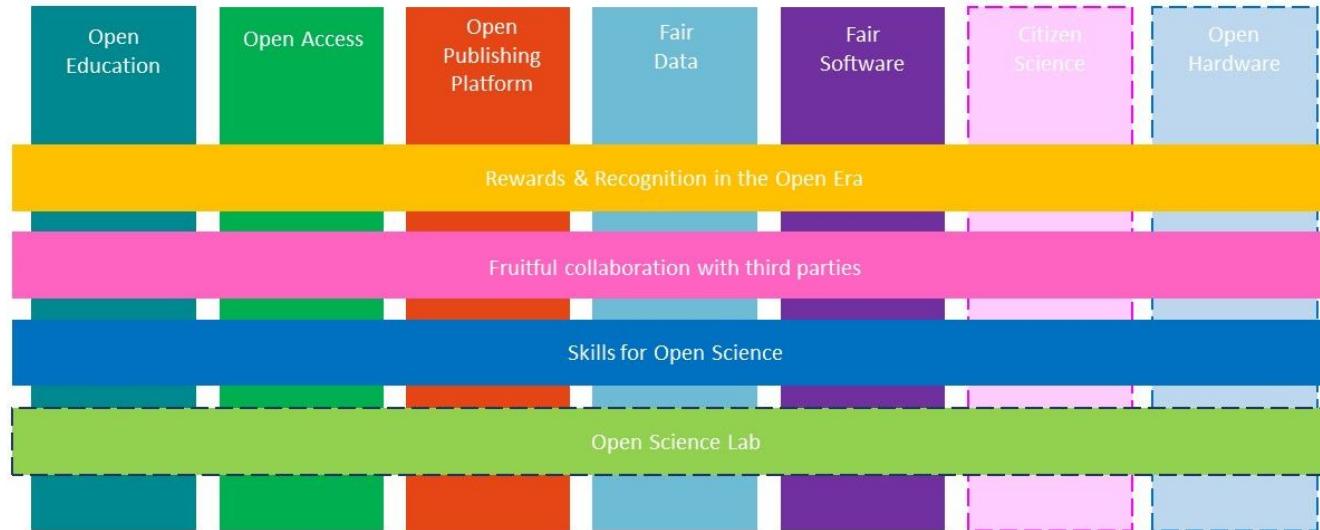 Open
Education
Open Access
Open
Publishing
Platform
Fair
Data
Fair
Software
Citizen
Science
Open
Hardware
Rewards & Recognition in the Open Era
Fruitful collaboration with third parties
Skills for Open Science
Open Science Lab